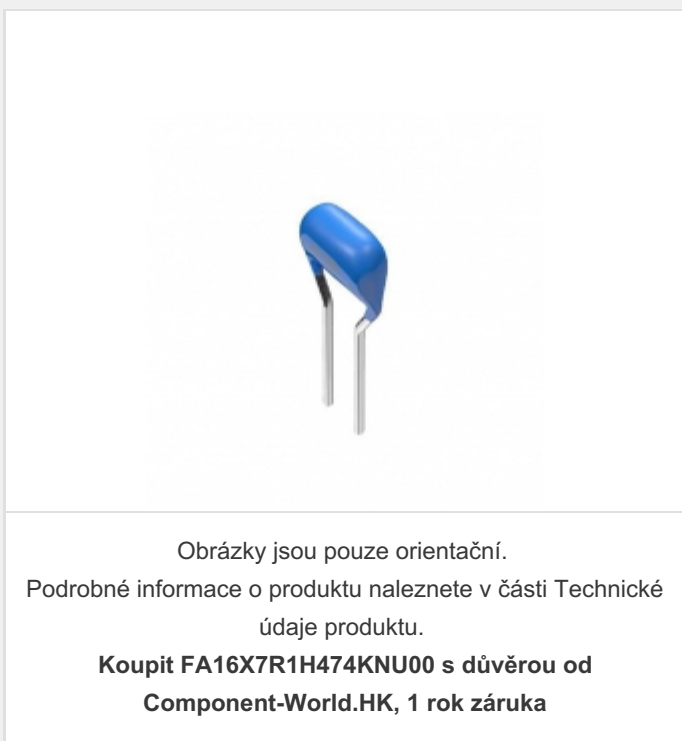 Obrázky jsou pouze orientační.
Podrobné informace o produktu naleznete v části Technické
údaje produktu.
Koupit FA16X7R1H474KNU00 s důvěrou od
Component-World.HK, 1 rok záruka